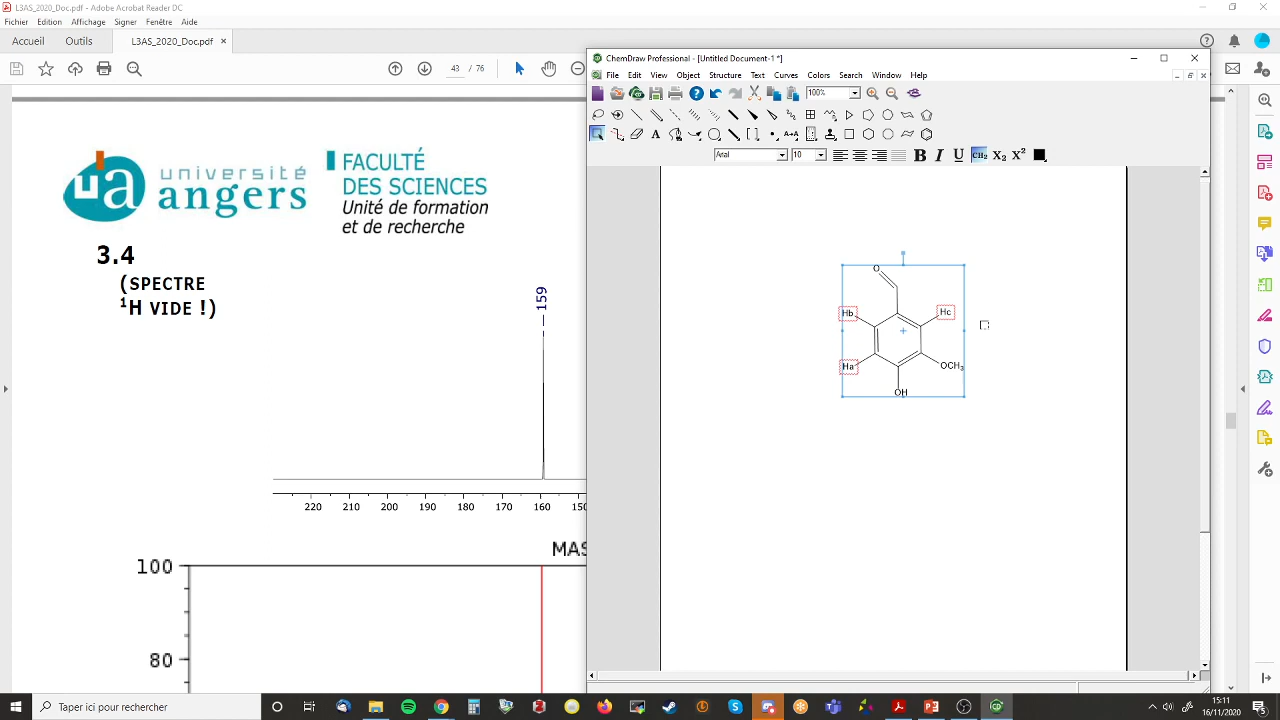 L3AS_2020_Doc.pdf - Adobe Acrobat Reader DC
Fichier Edition Affichage Signer Fenêtre Aide
Accueil Outils L3AS_2020_Doc.pdf ×
43 / 76
université
angers
FACULTÉ
DES SCIENCES
Unité de formation
et de recherche
3.4
(SPECTRE
¹H VIDE !)
159
220 210 200 190 180 170 160 150
MAS
100
80
ChemDraw Professional - [Untitled Document-1 *]
File Edit View Object Structure Text Curves Colors Search Window Help
100%
A A↔A
Arial 10 B I U CH₂ X₂ X²
O
Hb Hc
Ha OCH₃
OH
Taper ici pour rechercher
15:11
16/11/2020